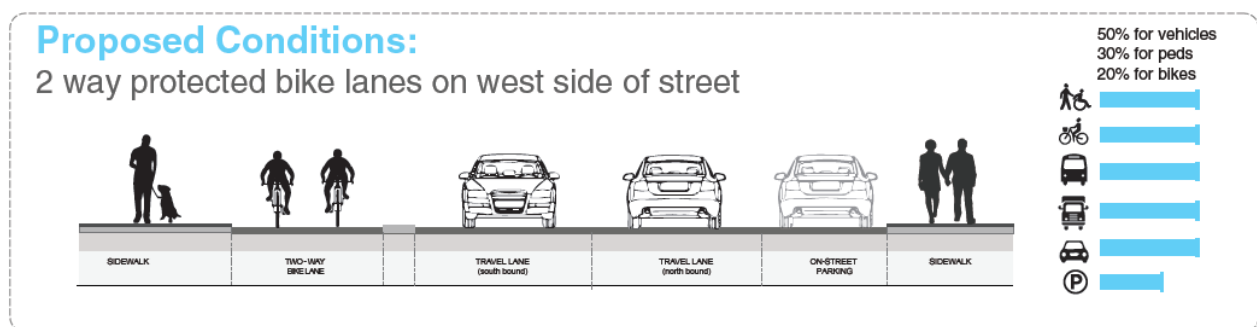 Proposed Conditions:
2 way protected bike lanes on west side of street
50% for vehicles
30% for peds
20% for bikes
SIDEWALK
TWO-WAY
BIKE LANE
TRAVEL LANE
(south bound)
TRAVEL LANE
(north bound)
ON-STREET
PARKING
SIDEWALK
P